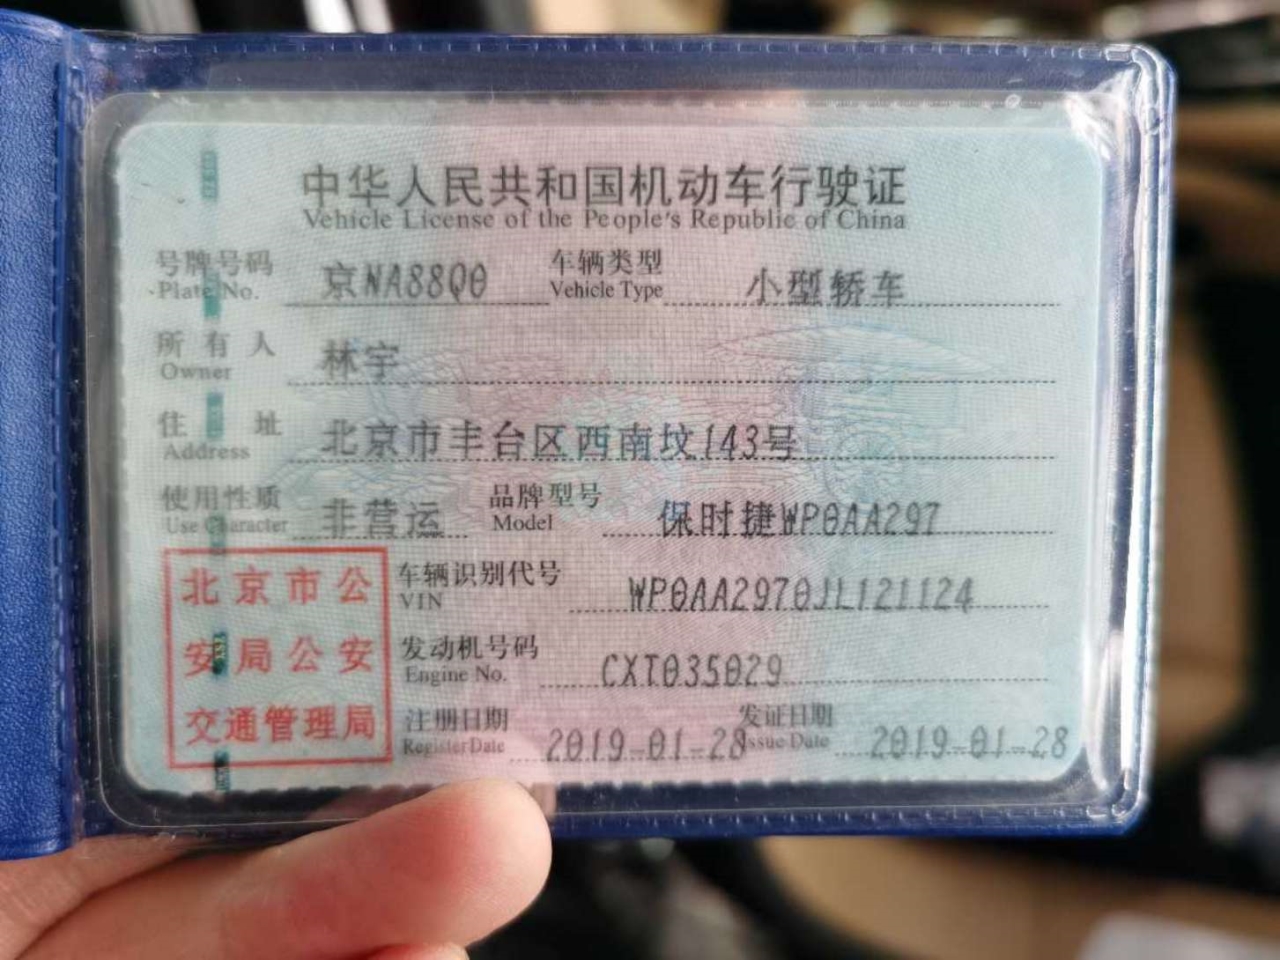 中华人民共和国机动车行驶证
Vehicle License of the People's Republic of China
号牌号码 京NA88Q0 车辆类型 小型轿车
Plate No. Vehicle Type
所有人 林宇
Owner
住址 北京市丰台区西南坟143号
Address
使用性质 非营运 品牌型号 保时捷WP0AA297
Use Character Model
北京市公
安局公安
交通管理局
车辆识别代号 WP0AA2970JL121124
VIN
发动机号码 CXT035029
Engine No.
注册日期 2019-01-28 发证日期 2019-01-28
Register Date Issue Date